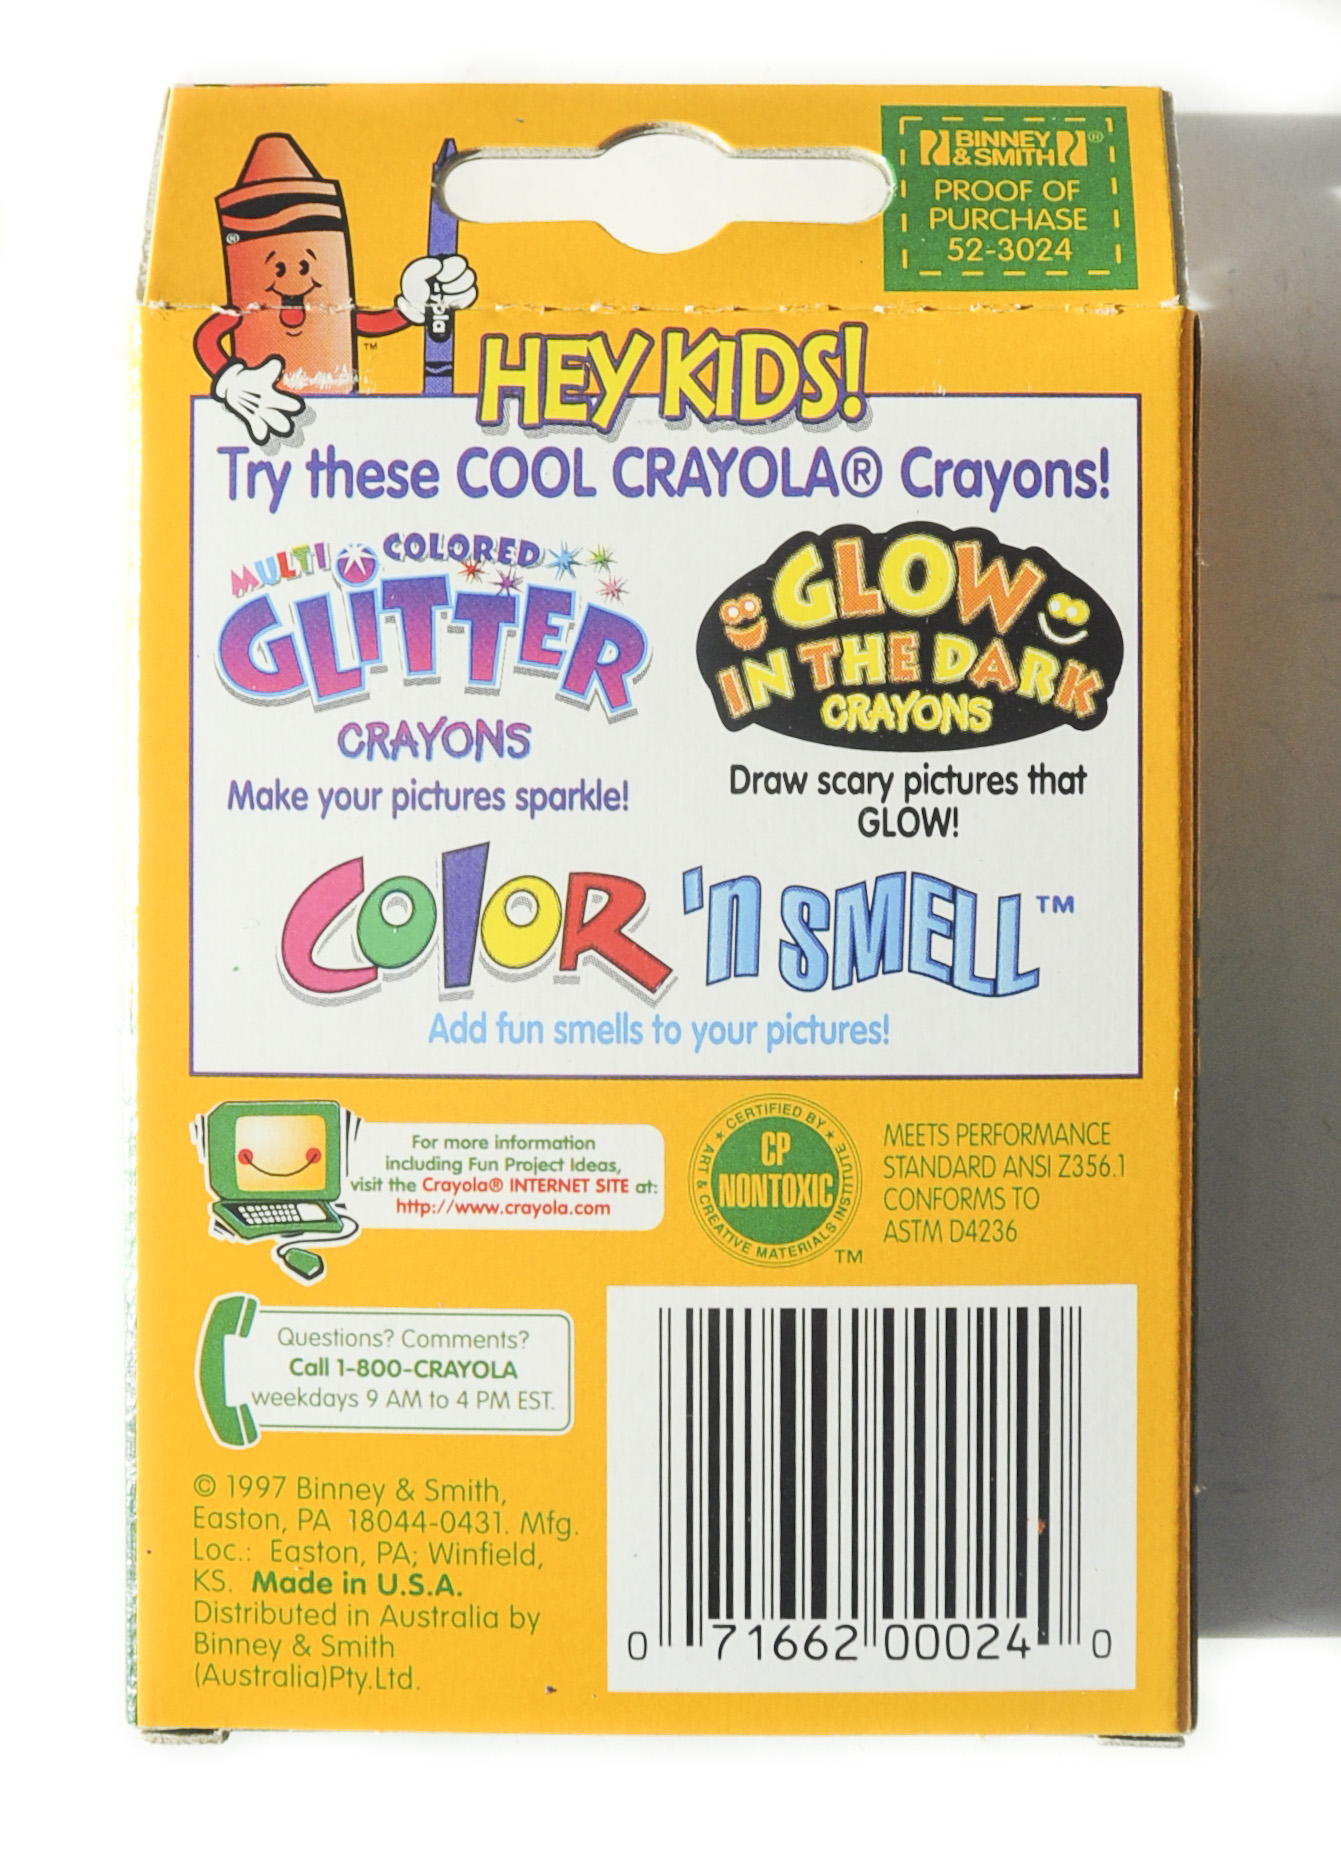 BINNEY ®
& SMITH
PROOF OF
PURCHASE
52-3024
®
™
HEY KIDS!
Try these COOL CRAYOLA® Crayons!
MULTI COLORED
GLITTER
CRAYONS
Make your pictures sparkle!
GLOW
IN THE DARK
CRAYONS
Draw scary pictures that
GLOW!
COLOR 'n SMELL™
Add fun smells to your pictures!
For more information
including Fun Project Ideas,
visit the Crayola® INTERNET SITE at:
http://www.crayola.com
CERTIFIED BY
ART & CREATIVE MATERIALS INSTITUTE
CP
NONTOXIC
TM
MEETS PERFORMANCE
STANDARD ANSI Z356.1
CONFORMS TO
ASTM D4236
Questions? Comments?
Call 1-800-CRAYOLA
weekdays 9 AM to 4 PM EST.
© 1997 Binney & Smith,
Easton, PA 18044-0431. Mfg.
Loc.: Easton, PA; Winfield,
KS. Made in U.S.A.
Distributed in Australia by
Binney & Smith
(Australia)Pty.Ltd.
0 71662 00024 0